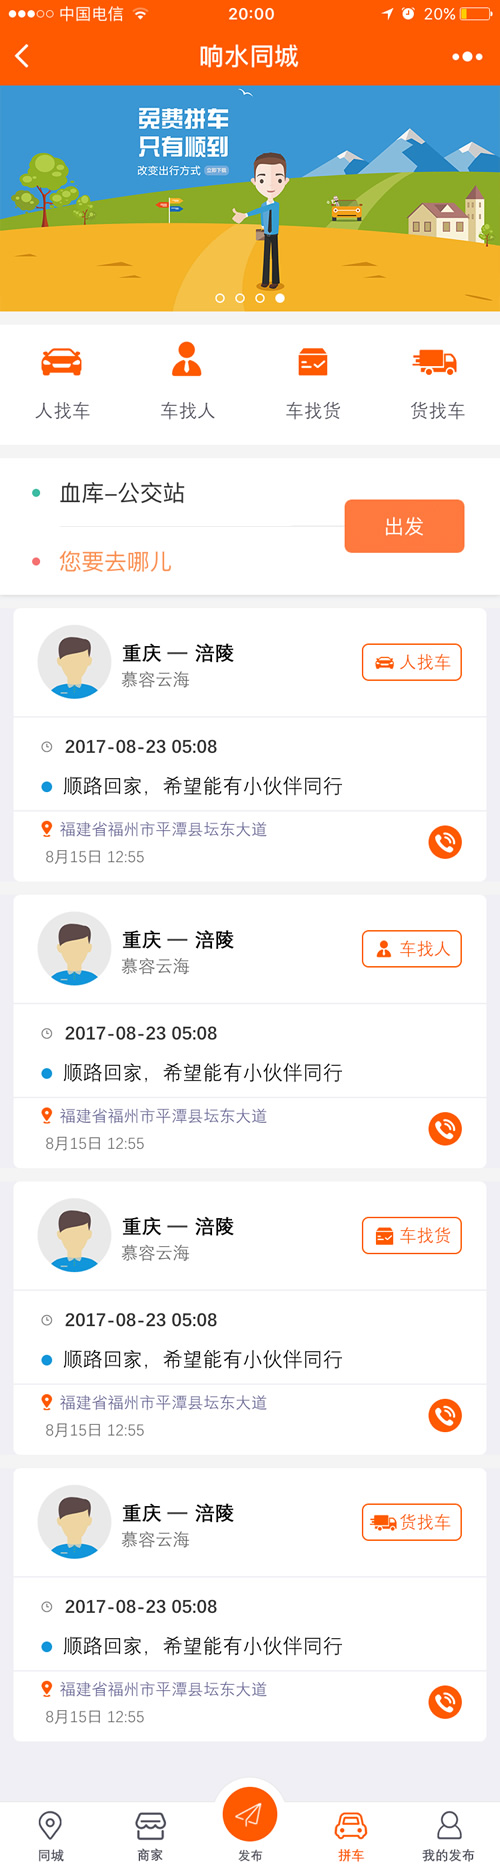 中国电信 20:00 20%
响水同城
免费拼车
只有顺到
改变出行方式 立即下载
人找车 车找人 车找货 货找车
血库-公交站
出发
您要去哪儿
重庆 — 涪陵
人找车
慕容云海
2017-08-23 05:08
顺路回家，希望能有小伙伴同行
福建省福州市平潭县坛东大道
8月15日 12:55
重庆 — 涪陵
车找人
慕容云海
2017-08-23 05:08
顺路回家，希望能有小伙伴同行
福建省福州市平潭县坛东大道
8月15日 12:55
重庆 — 涪陵
车找货
慕容云海
2017-08-23 05:08
顺路回家，希望能有小伙伴同行
福建省福州市平潭县坛东大道
8月15日 12:55
重庆 — 涪陵
货找车
慕容云海
2017-08-23 05:08
顺路回家，希望能有小伙伴同行
福建省福州市平潭县坛东大道
8月15日 12:55
同城 商家 发布 拼车 我的发布